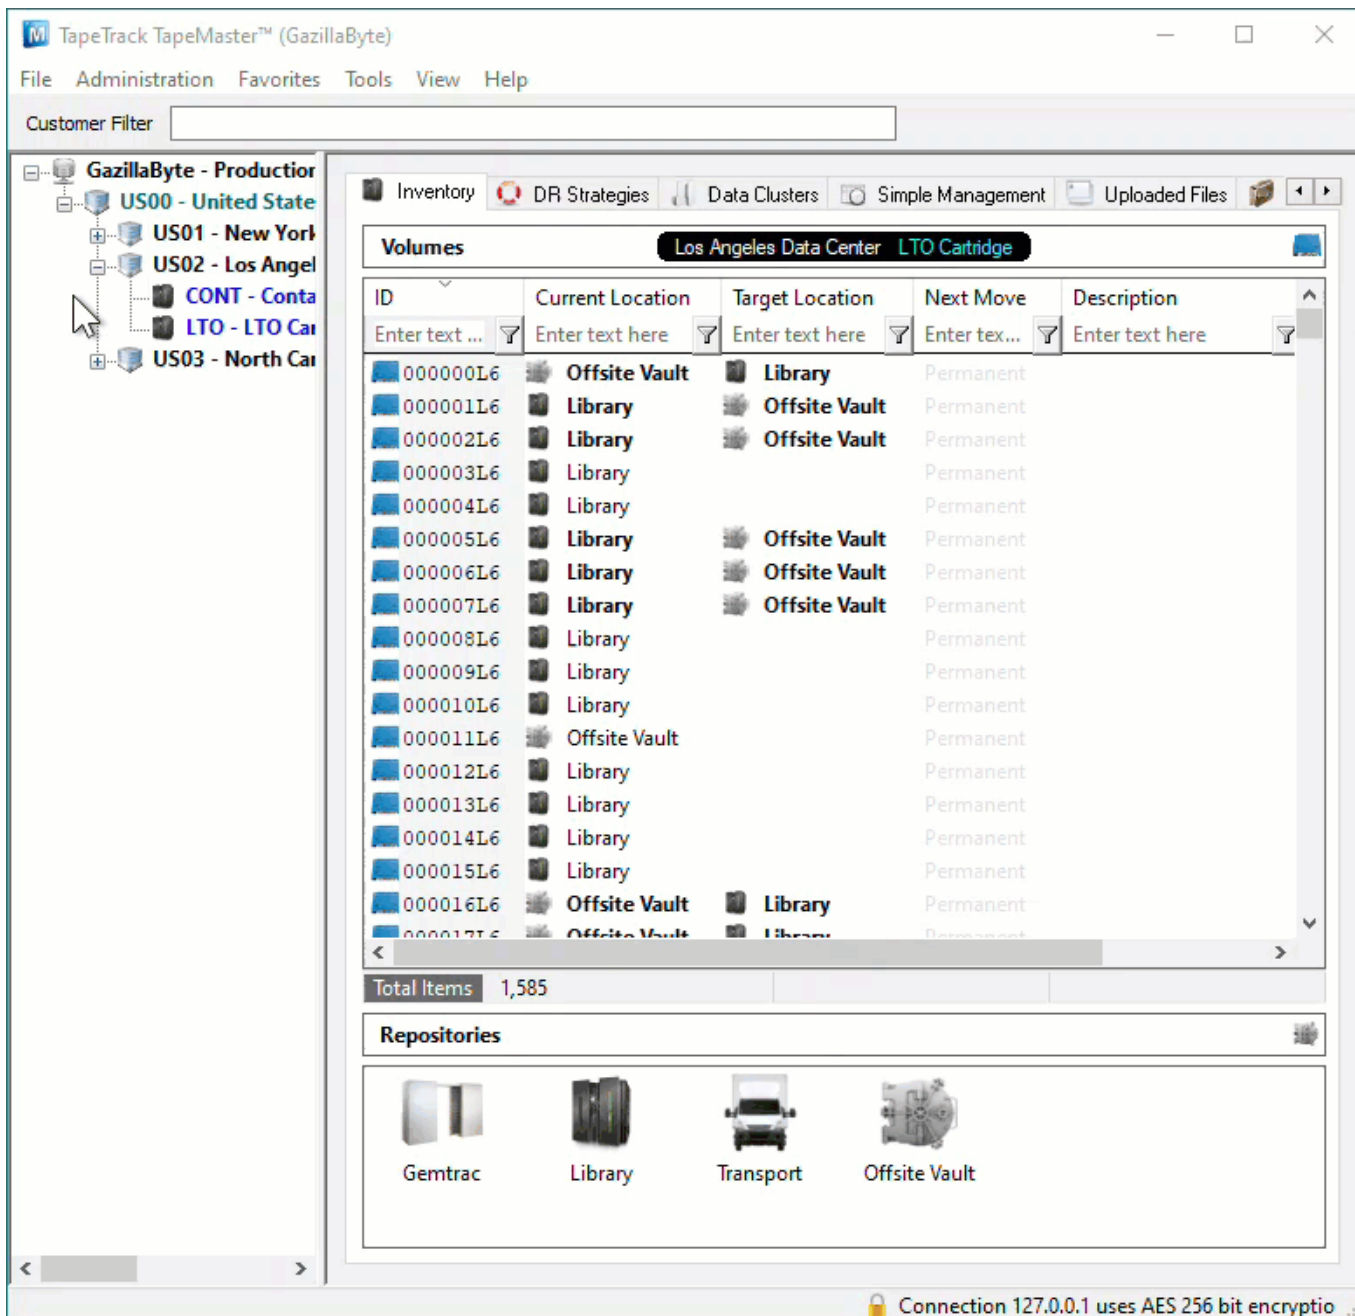 TapeTrack TapeMaster™ (GazillaByte)
File Administration Favorites Tools View Help
Customer Filter
GazillaByte - Production
US00 - United State
US01 - New York
US02 - Los Angel
CONT - Conta
LTO - LTO Car
US03 - North Car
Inventory DR Strategies Data Clusters Simple Management Uploaded Files
Volumes Los Angeles Data Center LTO Cartridge
ID Current Location Target Location Next Move Description
Enter text ... Enter text here Enter text here Enter tex... Enter text here
000000L6 Offsite Vault Library Permanent
000001L6 Library Offsite Vault Permanent
000002L6 Library Offsite Vault Permanent
000003L6 Library Permanent
000004L6 Library Permanent
000005L6 Library Offsite Vault Permanent
000006L6 Library Offsite Vault Permanent
000007L6 Library Offsite Vault Permanent
000008L6 Library Permanent
000009L6 Library Permanent
000010L6 Library Permanent
000011L6 Offsite Vault Permanent
000012L6 Library Permanent
000013L6 Library Permanent
000014L6 Library Permanent
000015L6 Library Permanent
000016L6 Offsite Vault Library Permanent
000017L6 Offsite Vault Library Permanent
Total Items 1,585
Repositories
Gemtrac Library Transport Offsite Vault
Connection 127.0.0.1 uses AES 256 bit encryptio